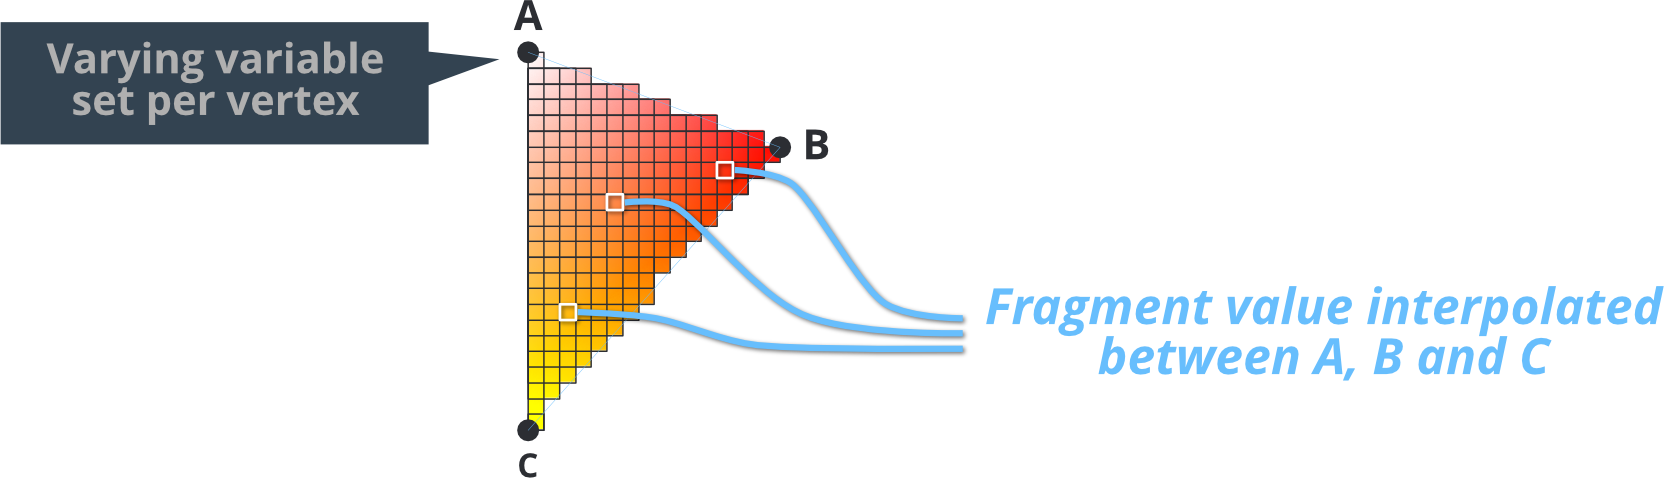 A
Varying variable
set per vertex
B
Fragment value interpolated
between A, B and C
C